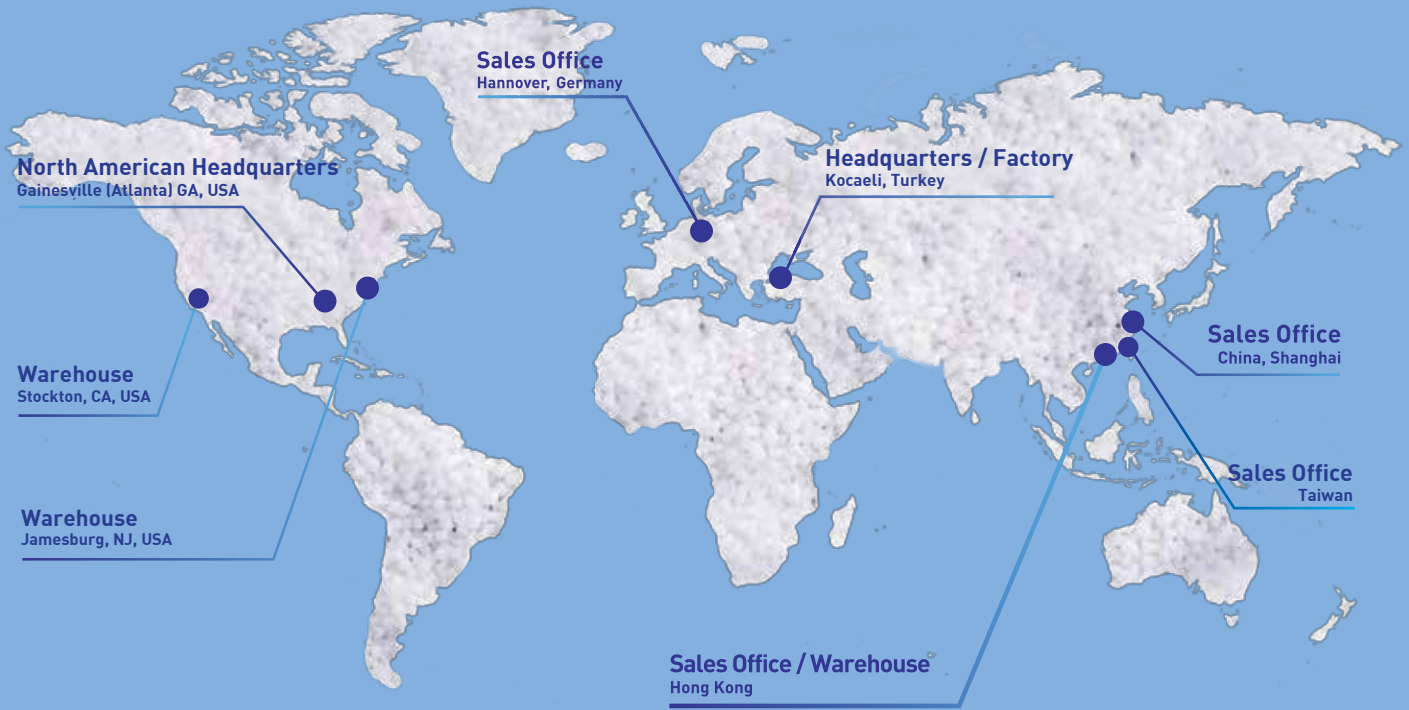 Sales Office
Hannover, Germany
North American Headquarters
Gainesville (Atlanta) GA, USA
Headquarters / Factory
Kocaeli, Turkey
Sales Office
China, Shanghai
Warehouse
Stockton, CA, USA
Sales Office
Taiwan
Warehouse
Jamesburg, NJ, USA
Sales Office / Warehouse
Hong Kong